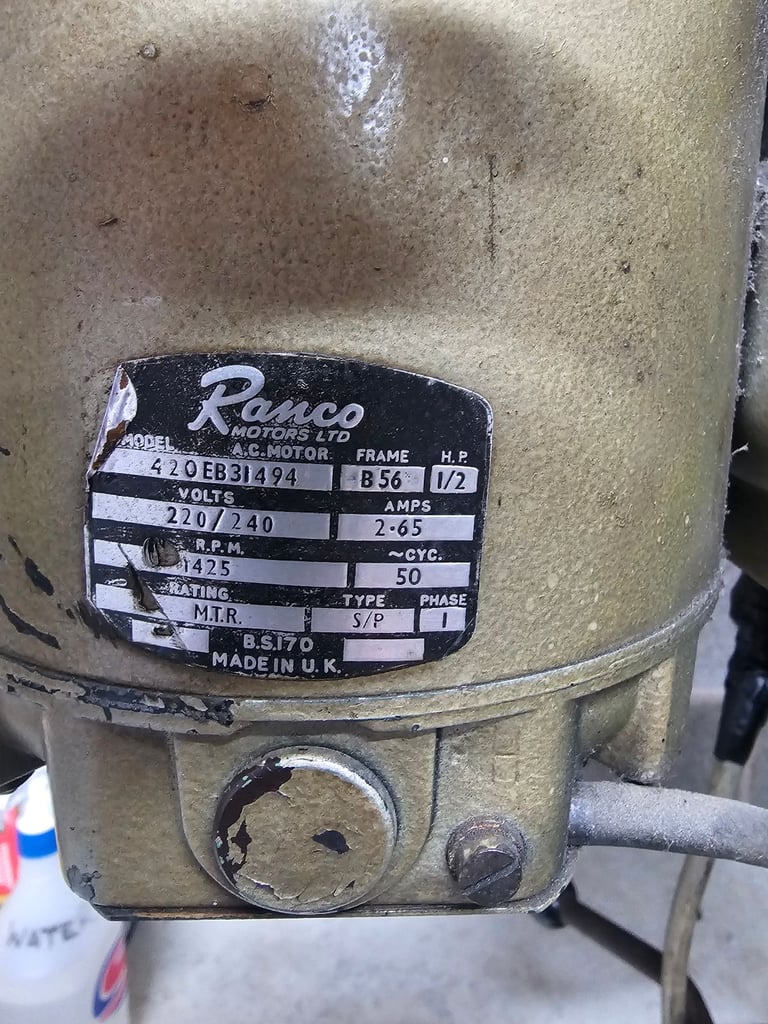 Ranco
MOTORS LTD
MODEL A.C. MOTOR FRAME H.P.
420EB31494 B56 1/2
VOLTS AMPS
220/240 2·65
R.P.M. ~CYC.
1425 50
RATING TYPE PHASE
M.T.R. S/P 1
B.S.170
MADE IN U.K.
WATE